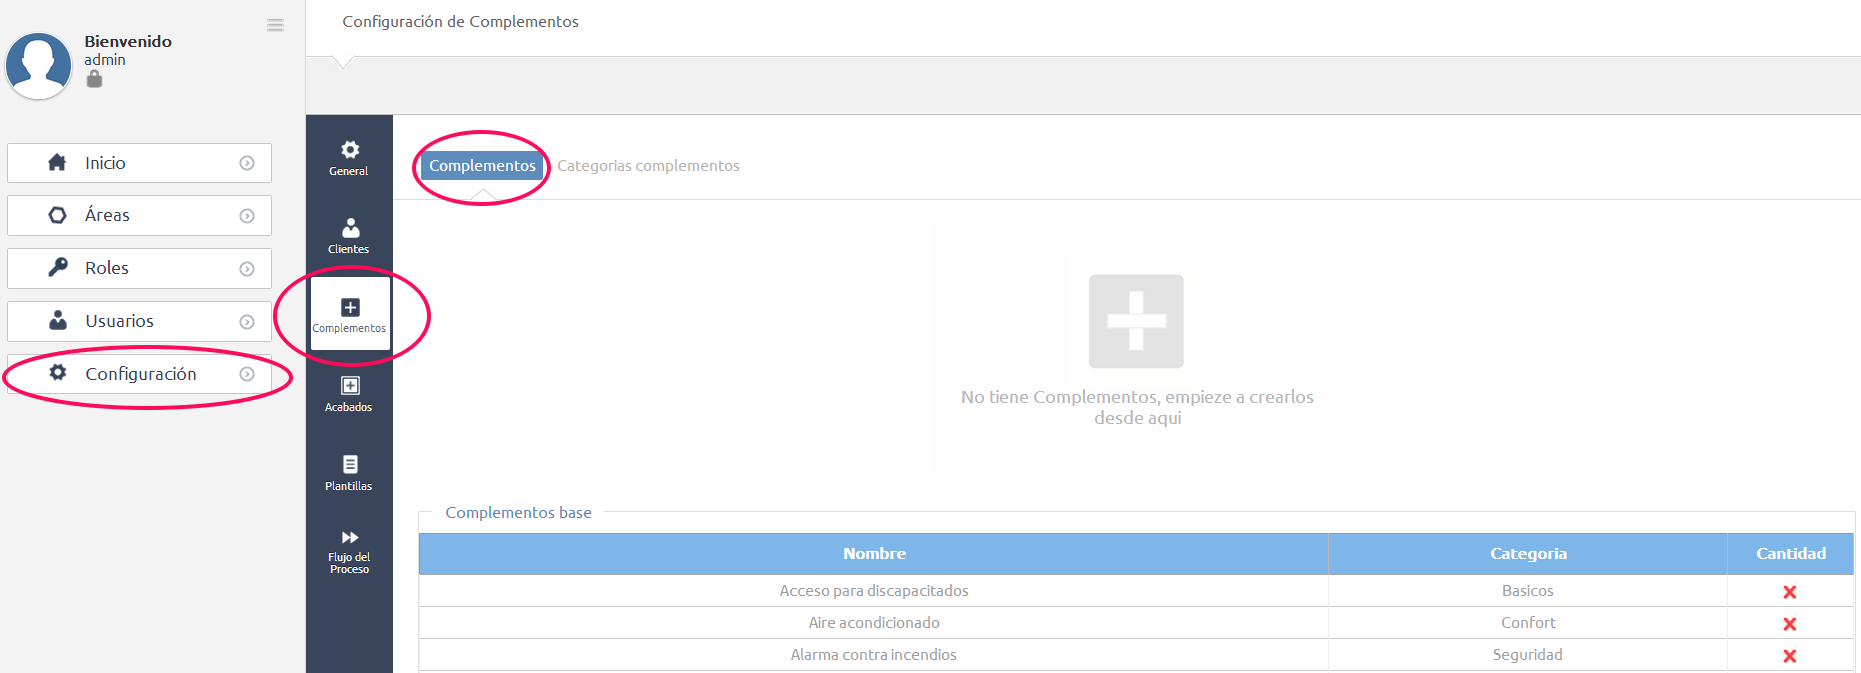 Bienvenido
admin
Inicio
Áreas
Roles
Usuarios
Configuración
Configuración de Complementos
General
Clientes
Complementos
Acabados
Plantillas
Flujo del
Proceso
Complementos Categorias complementos
No tiene Complementos, empieze a crearlos
desde aqui
Complementos base
Nombre Categoria Cantidad
Acceso para discapacitados Basicos
Aire acondicionado Confort
Alarma contra incendios Seguridad